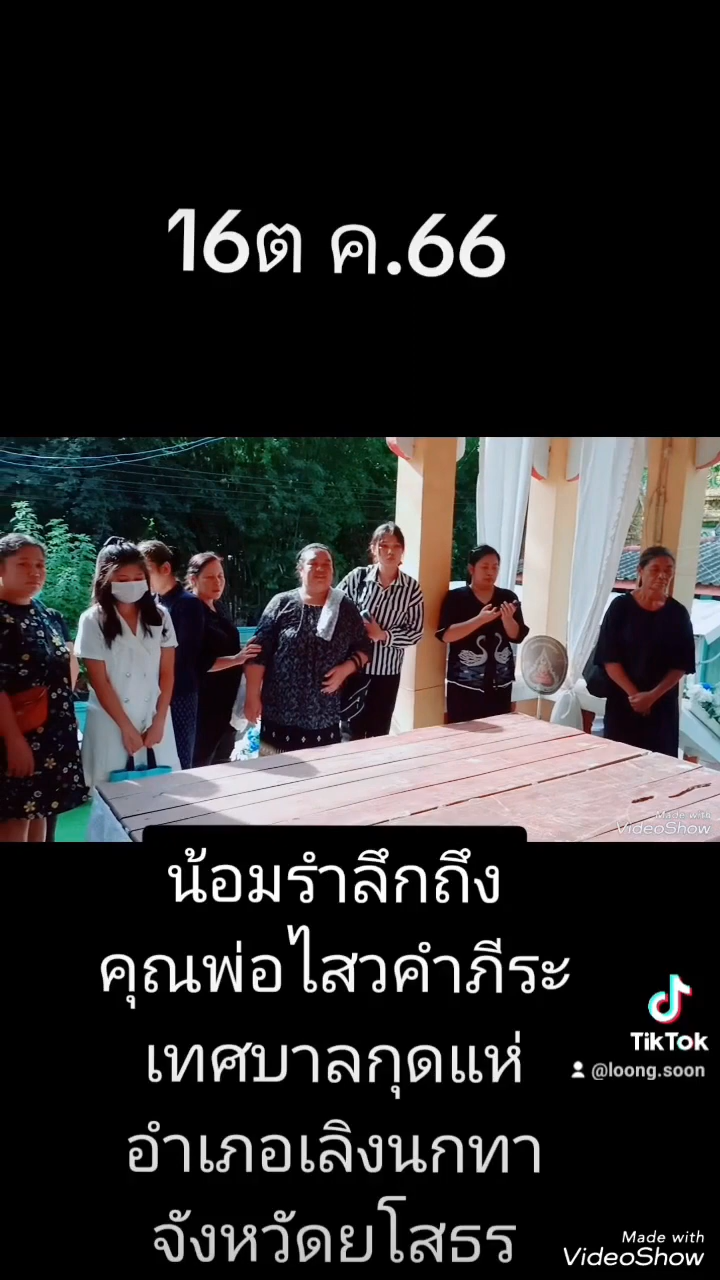 16ต ค.66
Made with
VideoShow
น้อมรำลึกถึง
คุณพ่อไสวคำภีระ
เทศบาลกุดแห่
อำเภอเลิงนกทา
จังหวัดยโสธร
TikTok
@loong.soon
Made with
VideoShow